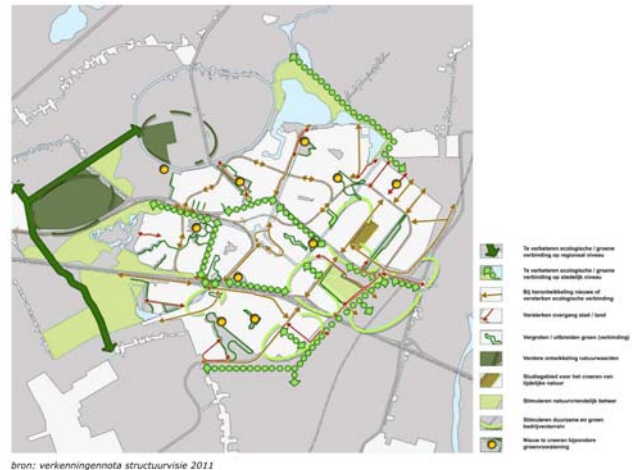 Te verbeteren ecologische / groene
verbinding op regionaal niveau
Te verbeteren ecologische / groene
verbinding op stedelijk niveau
Bij herontwikkeling nieuwe of
versterken ecologische verbinding
Versterken overgang stad / land
Vergroten / uitbreiden groen (verbinding)
Verdere ontwikkeling natuurwaarden
Studiegebied voor het creëren van
tijdelijke natuur
Stimuleren natuurvriendelijk beheer
Stimuleren duurzame en groen
bedrijventerrein
Nieuw te creëren bijzondere
groenvoorziening
bron: verkenningennota structuurvisie 2011